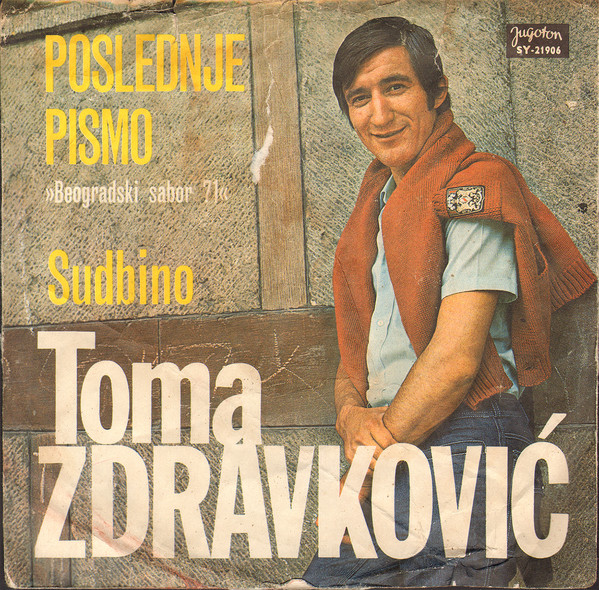 Jugoton
SY-21906
POSLEDNJE
PISMO
»Beogradski sabor 71«
Sudbino
Toma
ZDRAVKOVIĆ